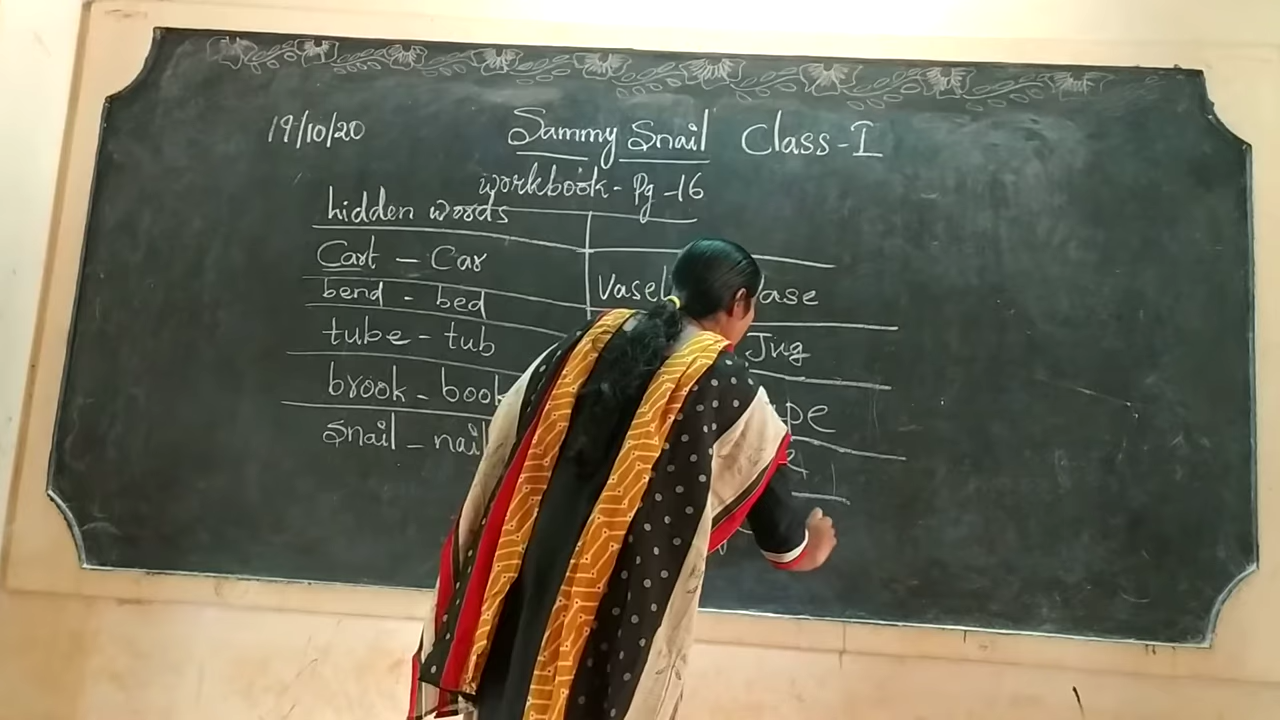 19/10/20 Sammy Snail Class-I
workbook - Pg -16
hidden words
Cart - Car
bend - bed
tube - tub
brook - book
Snail - nail
Jug